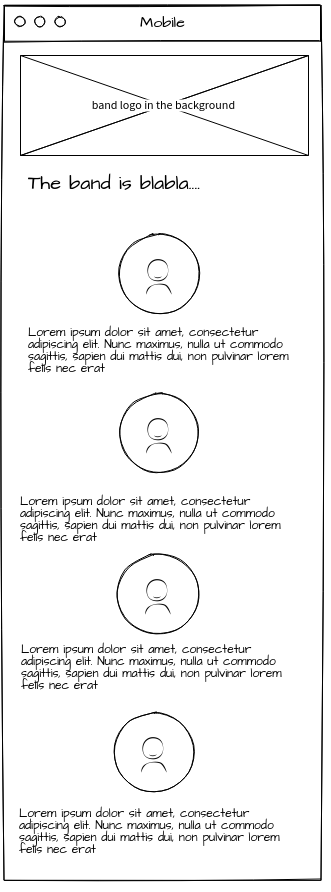 Mobile
band logo in the background
The band is blabla....
Lorem ipsum dolor sit amet, consectetur
adipiscing elit. Nunc maximus, nulla ut commodo
sagittis, sapien dui mattis dui, non pulvinar lorem
felis nec erat
Lorem ipsum dolor sit amet, consectetur
adipiscing elit. Nunc maximus, nulla ut commodo
sagittis, sapien dui mattis dui, non pulvinar lorem
felis nec erat
Lorem ipsum dolor sit amet, consectetur
adipiscing elit. Nunc maximus, nulla ut commodo
sagittis, sapien dui mattis dui, non pulvinar lorem
felis nec erat
Lorem ipsum dolor sit amet, consectetur
adipiscing elit. Nunc maximus, nulla ut commodo
sagittis, sapien dui mattis dui, non pulvinar lorem
felis nec erat